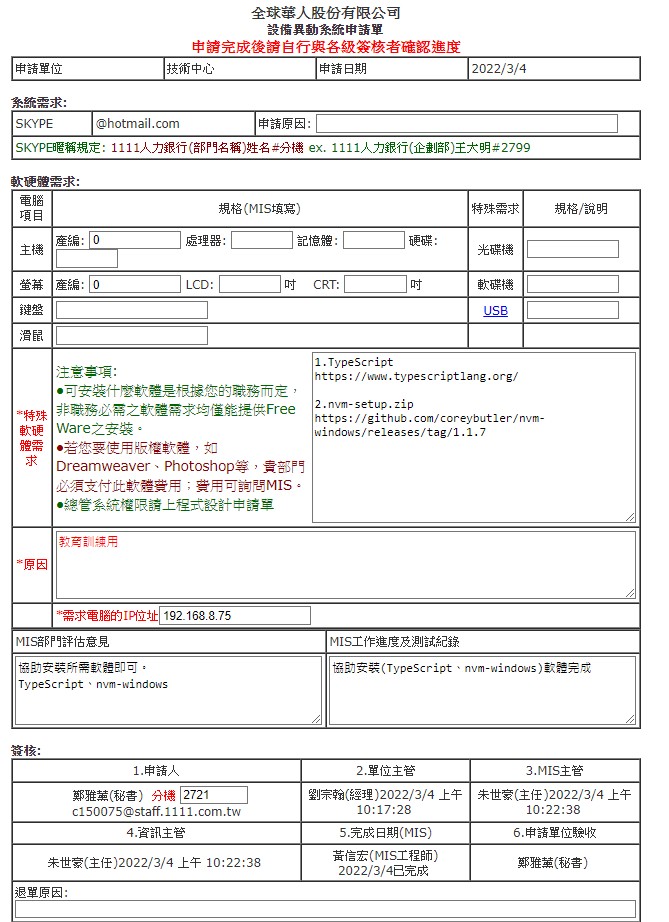 全球華人股份有限公司
設備異動系統申請單
申請完成後請自行與各級簽核者確認進度
申請單位 技術中心 申請日期 2022/3/4
系統需求:
SKYPE @hotmail.com 申請原因:
SKYPE暱稱規定: 1111人力銀行(部門名稱)姓名#分機 ex. 1111人力銀行(企劃部)王大明#2799
軟硬體需求:
電腦
項目
規格(MIS填寫)
特殊需求
規格/說明
主機 產編: 0 處理器: 記憶體: 硬碟:
光碟機
螢幕 產編: 0 LCD: 吋 CRT: 吋 軟碟機
鍵盤 USB
滑鼠
*特殊
軟硬
體需
求
注意事項:
●可安裝什麼軟體是根據您的職務而定，
非職務必需之軟體需求均僅能提供Free
Ware之安裝。
●若您要使用版權軟體，如
Dreamweaver、Photoshop等，貴部門
必須支付此軟體費用；費用可詢問MIS。
●總管系統權限請上程式設計申請單
1.TypeScript
https://www.typescriptlang.org/
2.nvm-setup.zip
https://github.com/coreybutler/nvm-
windows/releases/tag/1.1.7
*原因 教育訓練用
*需求電腦的IP位址 192.168.8.75
MIS部門評估意見 MIS工作進度及測試紀錄
協助安裝所需軟體即可。
TypeScript、nvm-windows
協助安裝(TypeScript、nvm-windows)軟體完成
簽核:
1.申請人 2.單位主管 3.MIS主管
鄭雅薰(秘書) 分機 2721
c150075@staff.1111.com.tw
劉宗翰(經理)2022/3/4 上午
10:17:28
朱世豪(主任)2022/3/4 上午
10:22:38
4.資訊主管 5.完成日期(MIS) 6.申請單位驗收
朱世豪(主任)2022/3/4 上午 10:22:38
黃信宏(MIS工程師)
2022/3/4已完成
鄭雅薰(秘書)
退單原因: